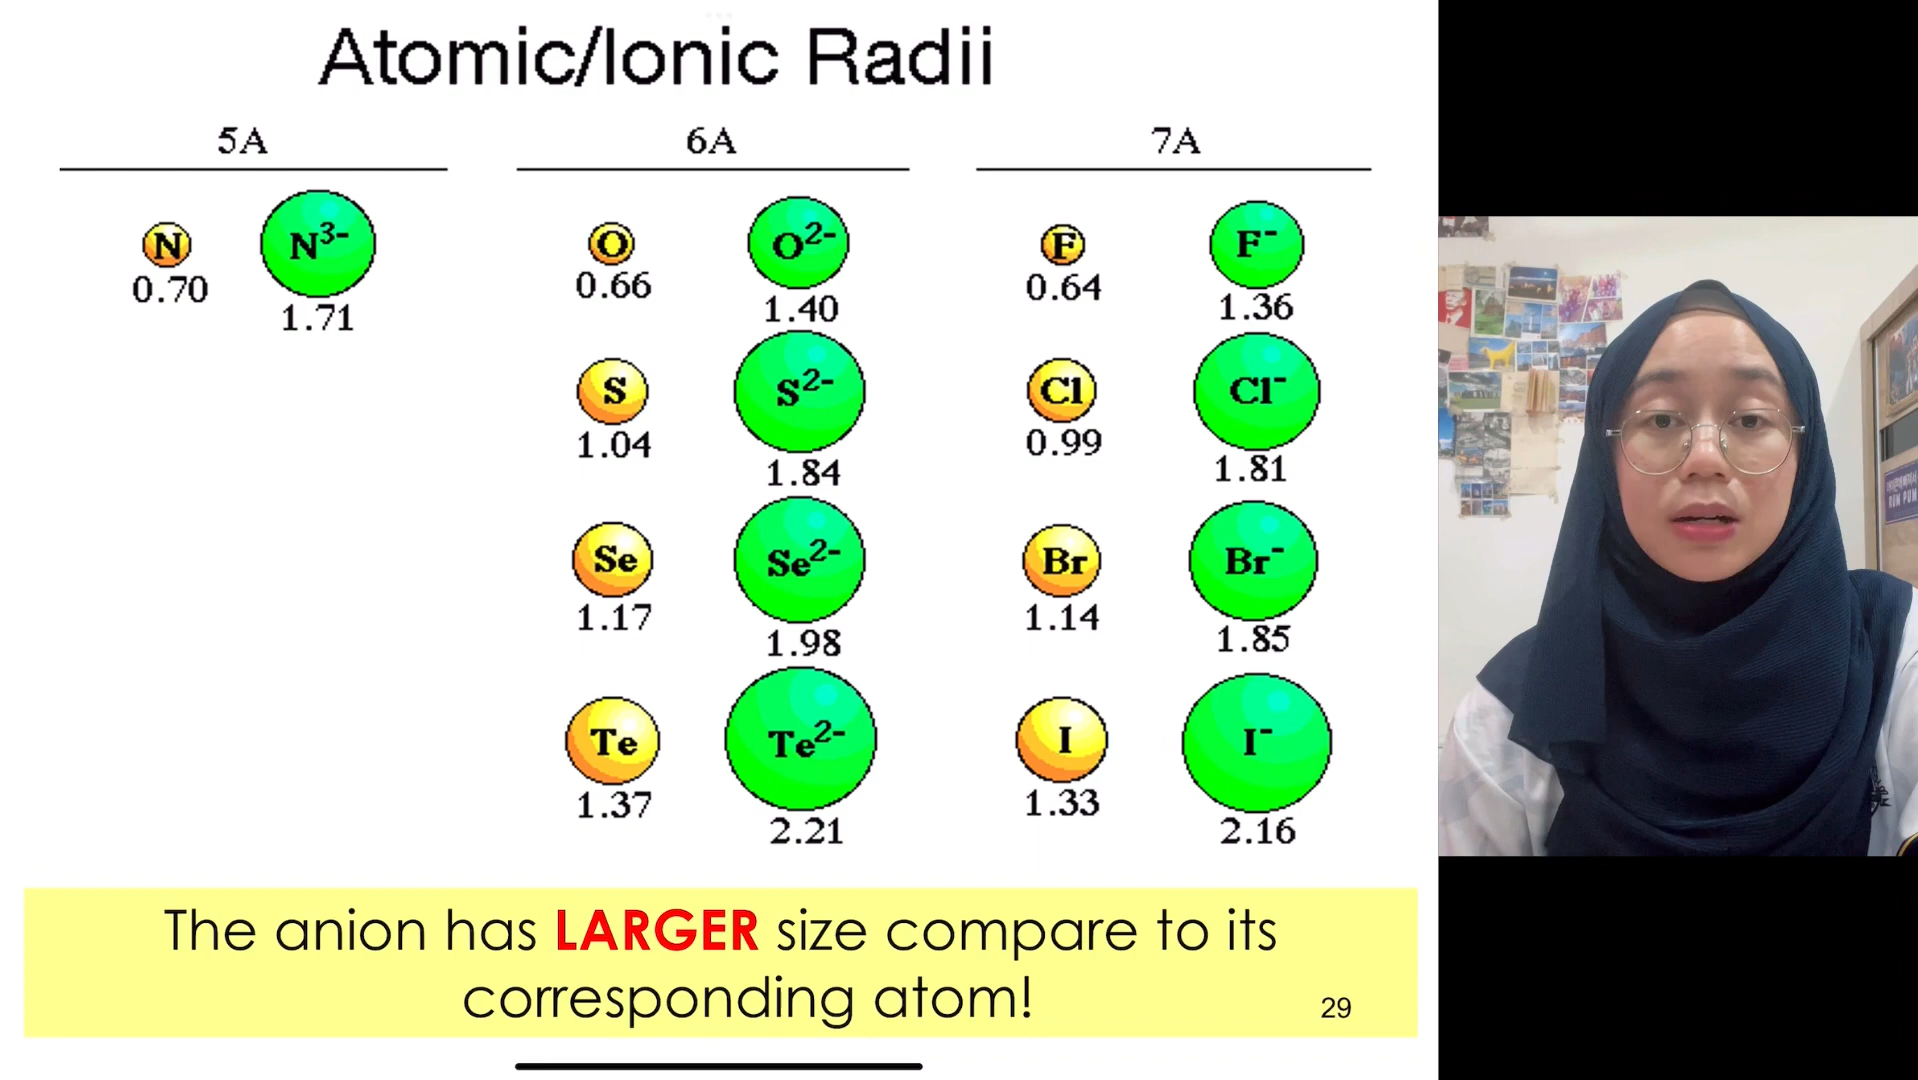 Atomic/Ionic Radii
5A 6A 7A
N N³⁻ O O²⁻ F F⁻
0.70 1.71 0.66 1.40 0.64 1.36
S S²⁻ Cl Cl⁻
1.04 1.84 0.99 1.81
Se Se²⁻ Br Br⁻
1.17 1.98 1.14 1.85
Te Te²⁻ I I⁻
1.37 2.21 1.33 2.16
The anion has LARGER size compare to its
corresponding atom!
29